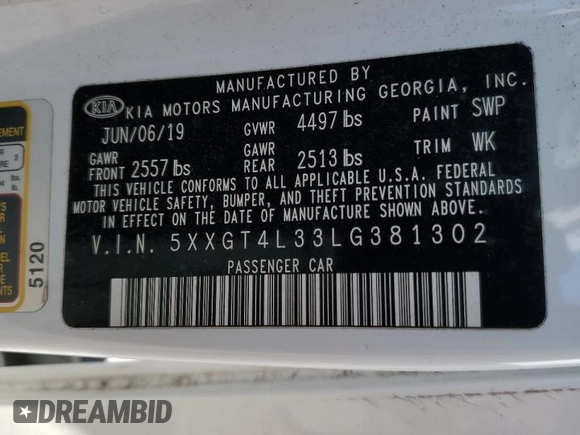 MANUFACTURED BY
KIA KIA MOTORS MANUFACTURING GEORGIA, INC.
JUN/06/19 GVWR 4497 lbs PAINT SWP
GAWR FRONT 2557 lbs GAWR REAR 2513 lbs TRIM WK
THIS VEHICLE CONFORMS TO ALL APPLICABLE U.S.A. FEDERAL
MOTOR VEHICLE SAFETY, BUMPER, AND THEFT PREVENTION STANDARDS
IN EFFECT ON THE DATE OF MANUFACTURE SHOWN ABOVE
V.I.N. 5XXGT4L33LG381302
PASSENGER CAR
5120
DREAMBID